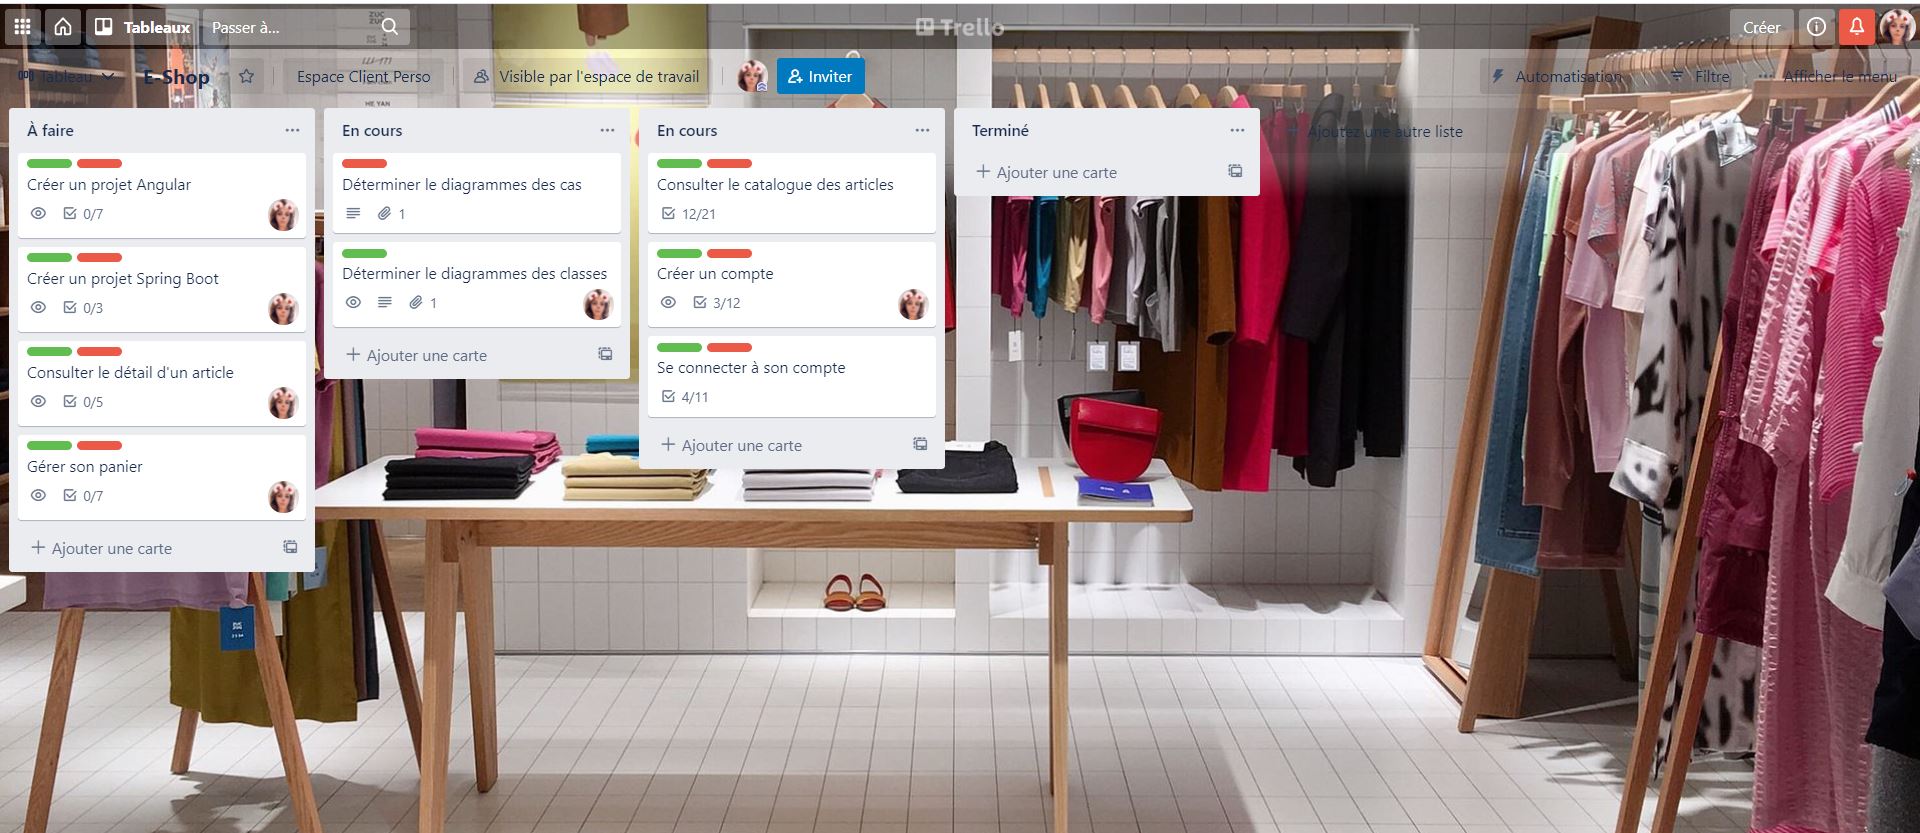 Tableaux
Passer à...
Trello
Créer
Tableau
E-Shop
Espace Client Perso
Visible par l'espace de travail
Inviter
Automatisation
Filtre
Afficher le menu
HE.YAN
À faire
Créer un projet Angular
0/7
Créer un projet Spring Boot
0/3
Consulter le détail d'un article
0/5
Gérer son panier
0/7
Ajouter une carte
En cours
Déterminer le diagrammes des cas
1
Déterminer le diagrammes des classes
1
Ajouter une carte
En cours
Consulter le catalogue des articles
12/21
Créer un compte
3/12
Se connecter à son compte
4/11
Ajouter une carte
Terminé
Ajouter une carte
Ajoutez une autre liste